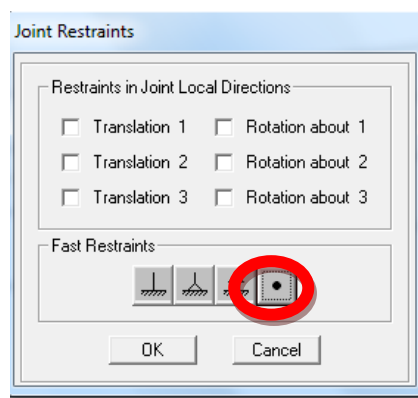 Joint Restraints
Restraints in Joint Local Directions
Translation 1 Rotation about 1
Translation 2 Rotation about 2
Translation 3 Rotation about 3
Fast Restraints
OK Cancel